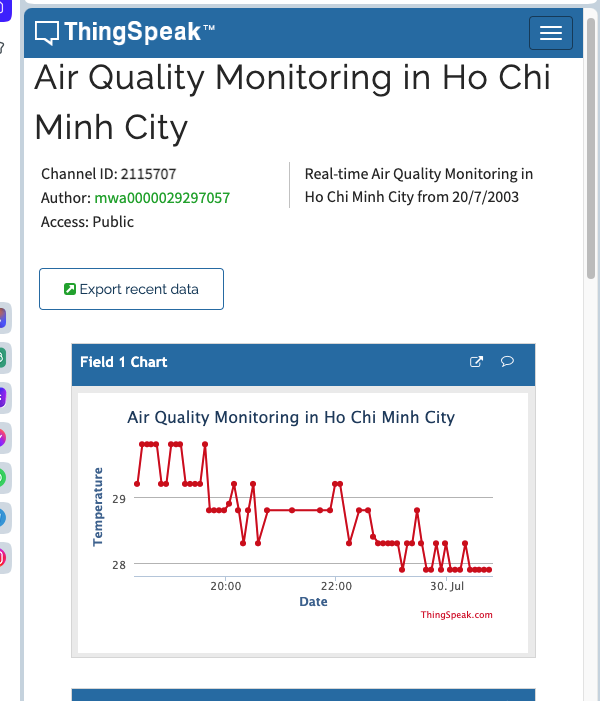 ThingSpeak™
Air Quality Monitoring in Ho Chi
Minh City
Channel ID: 2115707
Author: mwa0000029297057
Access: Public
Real-time Air Quality Monitoring in
Ho Chi Minh City from 20/7/2003
Export recent data
Field 1 Chart
Air Quality Monitoring in Ho Chi Minh City
Temperature
29
28
20:00 22:00 30. Jul
Date
ThingSpeak.com